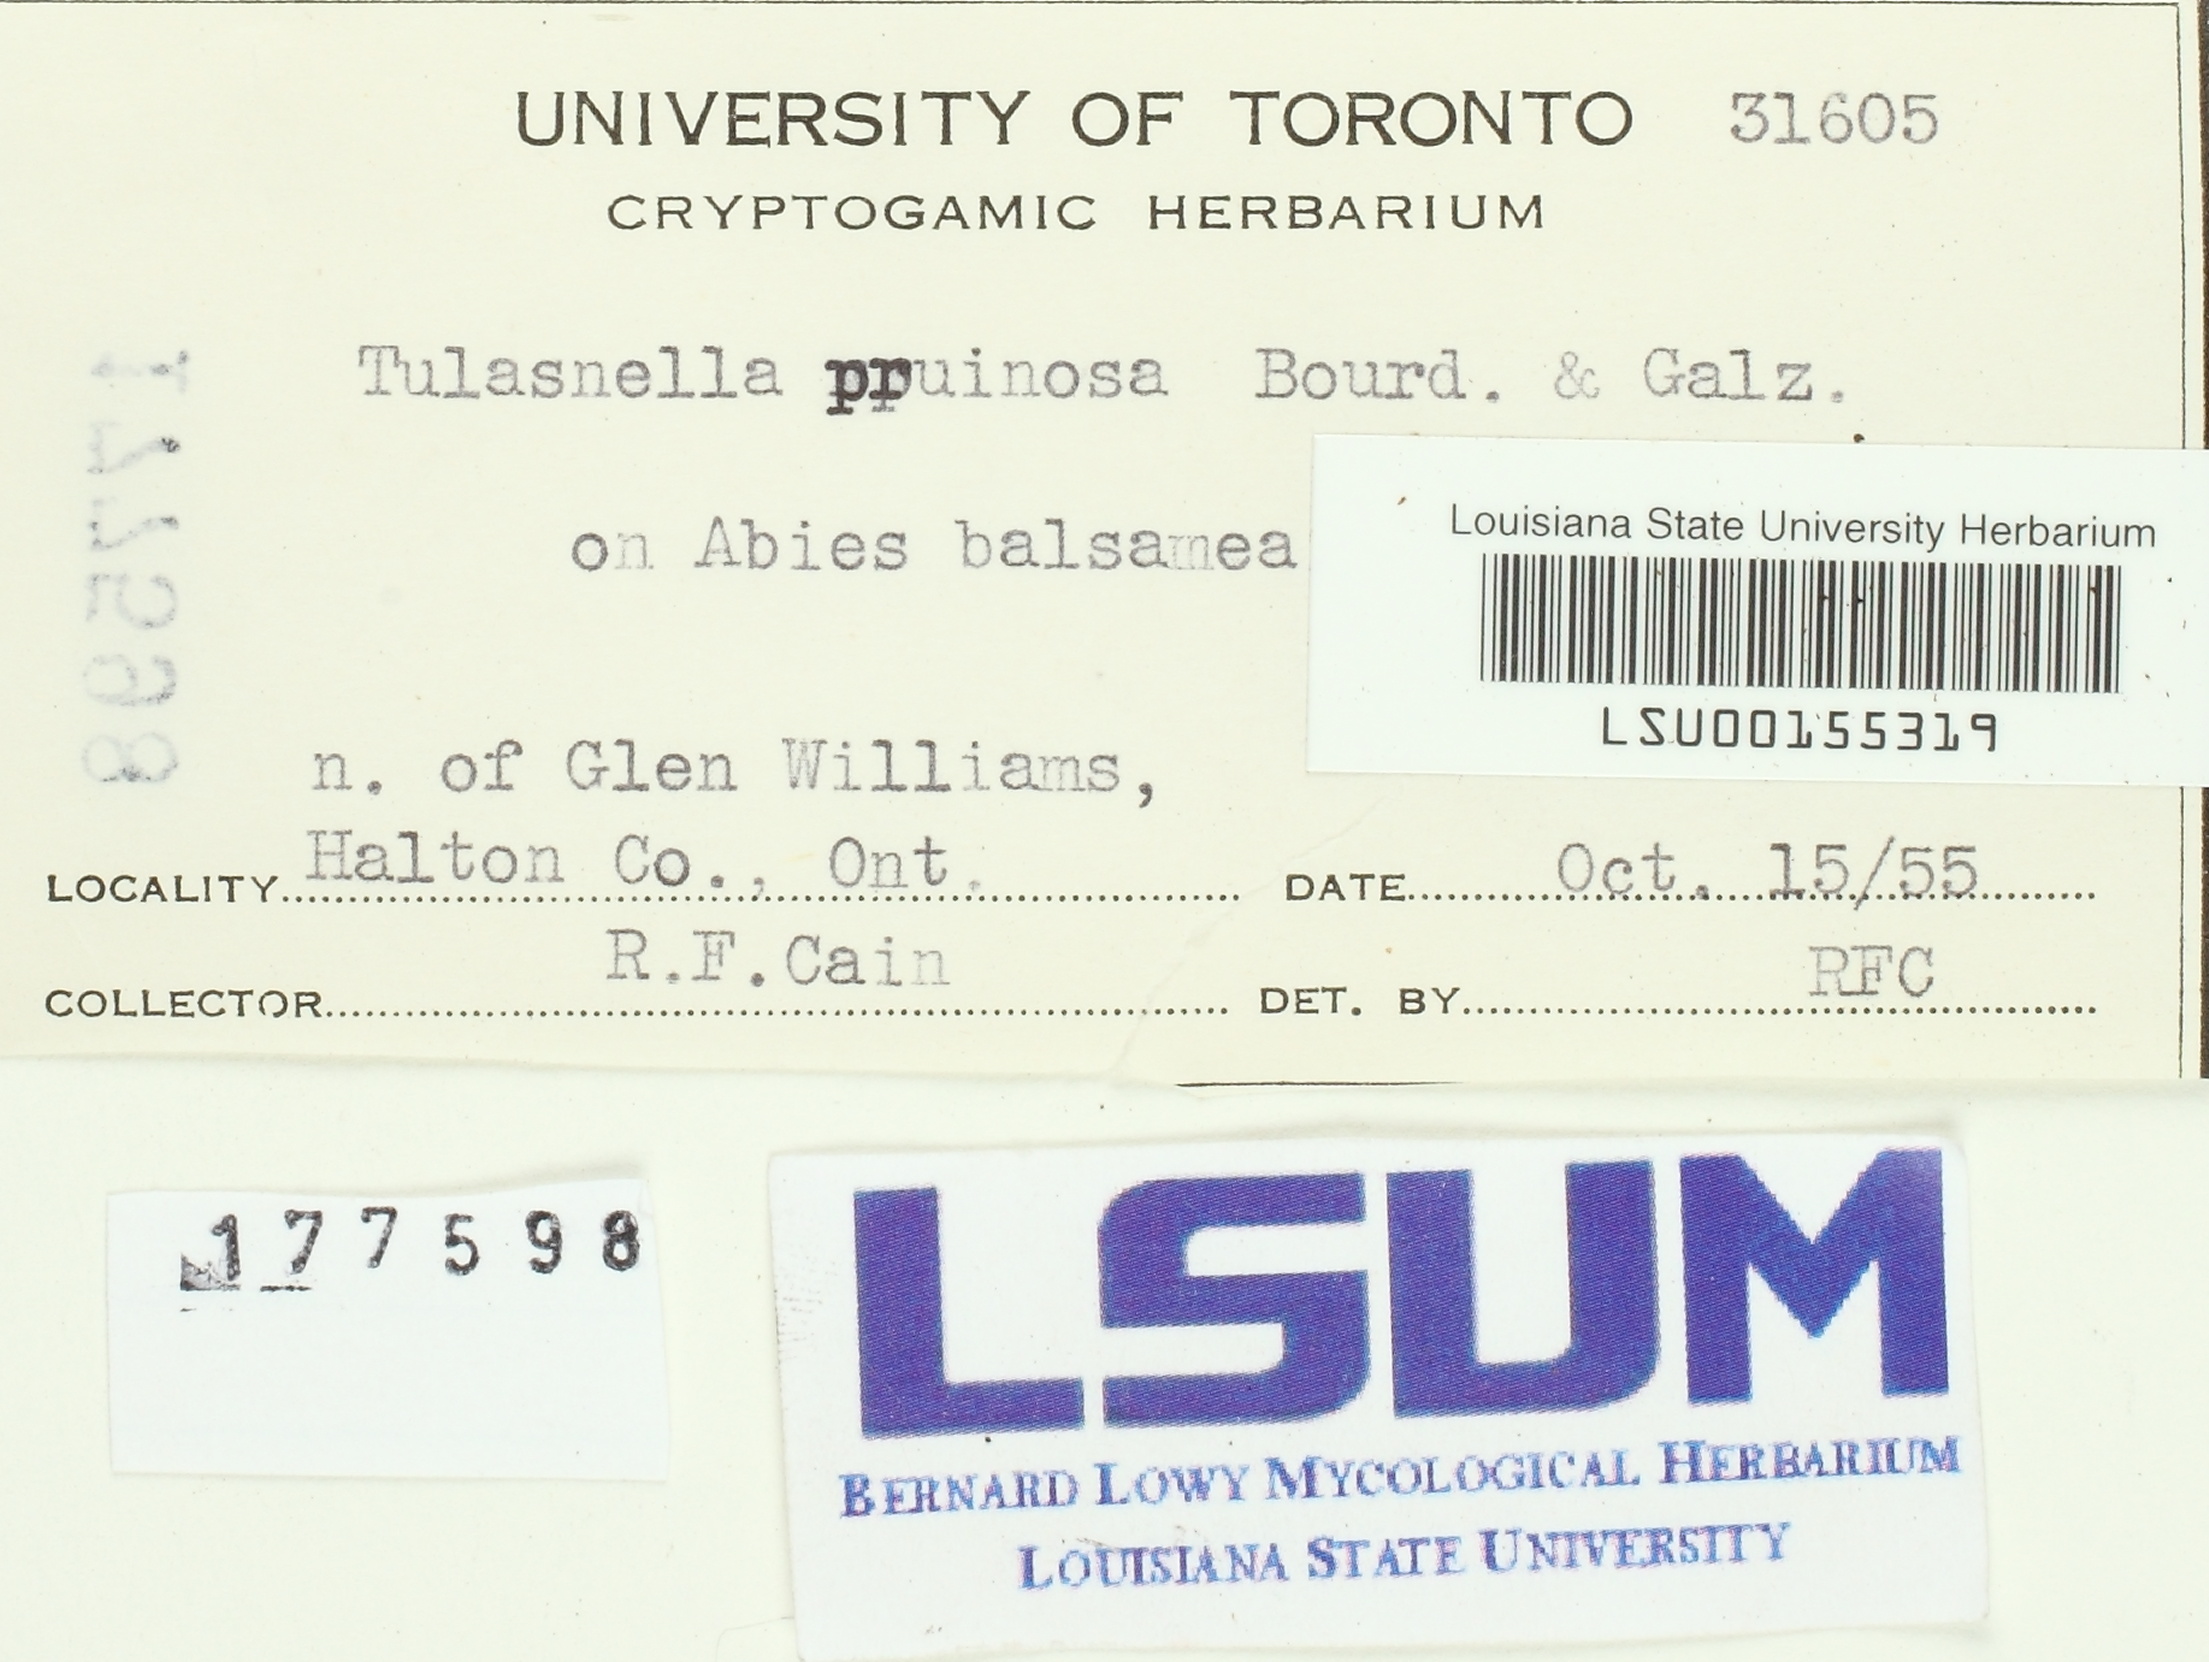 UNIVERSITY OF TORONTO 31605
CRYPTOGAMIC HERBARIUM
Tulasnella pruinosa Bourd. & Galz.
on Abies balsamea
Louisiana State University Herbarium
LSU00155319
177598
n. of Glen Williams,
LOCALITY Halton Co., Ont. DATE Oct. 15/55
COLLECTOR R.F.Cain DET. BY RFC
177598
LSUM
BERNARD LOWY MYCOLOGICAL HERBARIUM
LOUISIANA STATE UNIVERSITY